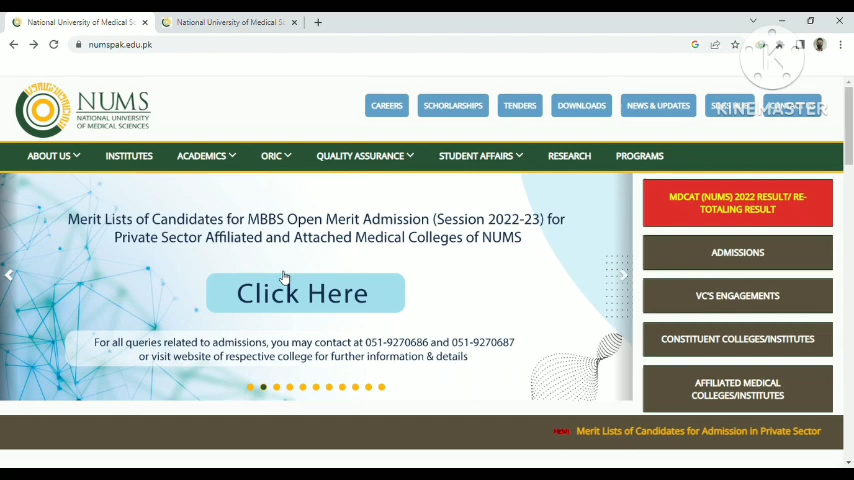 National University of Medical Sc
National University of Medical Sc
numspak.edu.pk
KINEMASTER
NUMS
NATIONAL UNIVERSITY
OF MEDICAL SCIENCES
CAREERS
SCHORLARSHIPS
TENDERS
DOWNLOADS
NEWS & UPDATES
ABOUT US
INSTITUTES
ACADEMICS
ORIC
QUALITY ASSURANCE
STUDENT AFFAIRS
RESEARCH
PROGRAMS
Merit Lists of Candidates for MBBS Open Merit Admission (Session 2022-23) for
Private Sector Affiliated and Attached Medical Colleges of NUMS
Click Here
For all queries related to admissions, you may contact at 051-9270686 and 051-9270687
or visit website of respective college for further information & details
MDCAT (NUMS) 2022 RESULT/ RE-
TOTALING RESULT
ADMISSIONS
VC'S ENGAGEMENTS
CONSTITUENT COLLEGES/INSTITUTES
AFFILIATED MEDICAL
COLLEGES/INSTITUTES
Merit Lists of Candidates for Admission in Private Sector